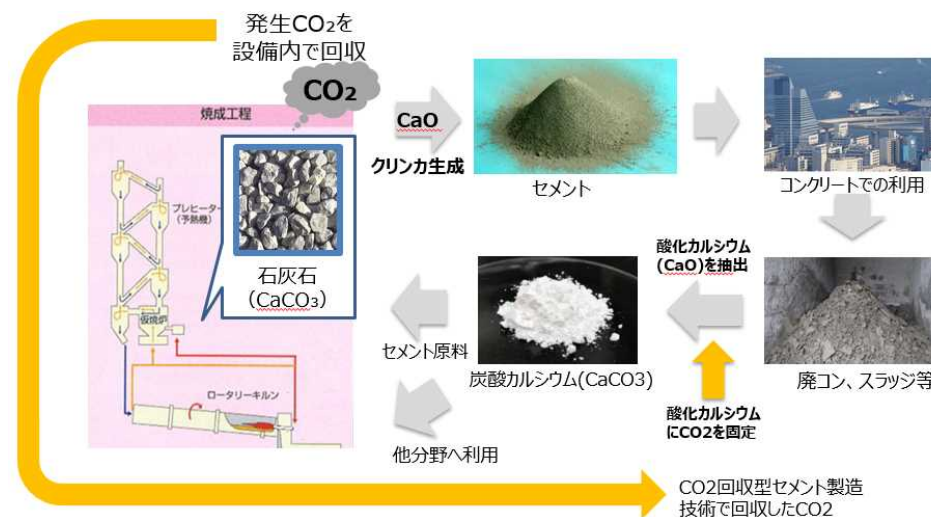 発生CO₂を
設備内で回収
CO₂
焼成工程
プレヒーター
(予熱機)
仮焼炉
ロータリーキルン
石灰石
（CaCO₃）
CaO
クリンカ生成
セメント
コンクリートでの利用
酸化カルシウム
(CaO)を抽出
廃コン、スラッジ等
酸化カルシウム
にCO2を固定
炭酸カルシウム(CaCO3)
セメント原料
他分野へ利用
CO2回収型セメント製造
技術で回収したCO2